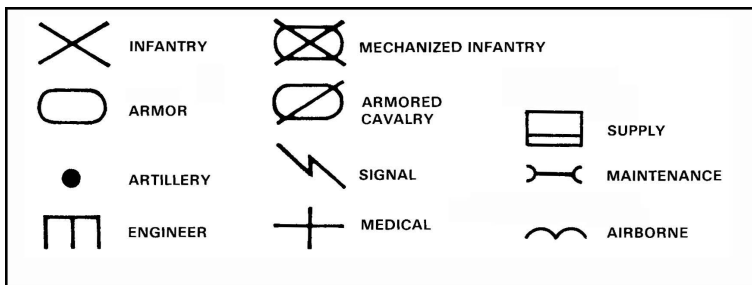 INFANTRY
MECHANIZED INFANTRY
ARMOR
ARMORED
CAVALRY
SUPPLY
ARTILLERY
SIGNAL
MAINTENANCE
ENGINEER
MEDICAL
AIRBORNE